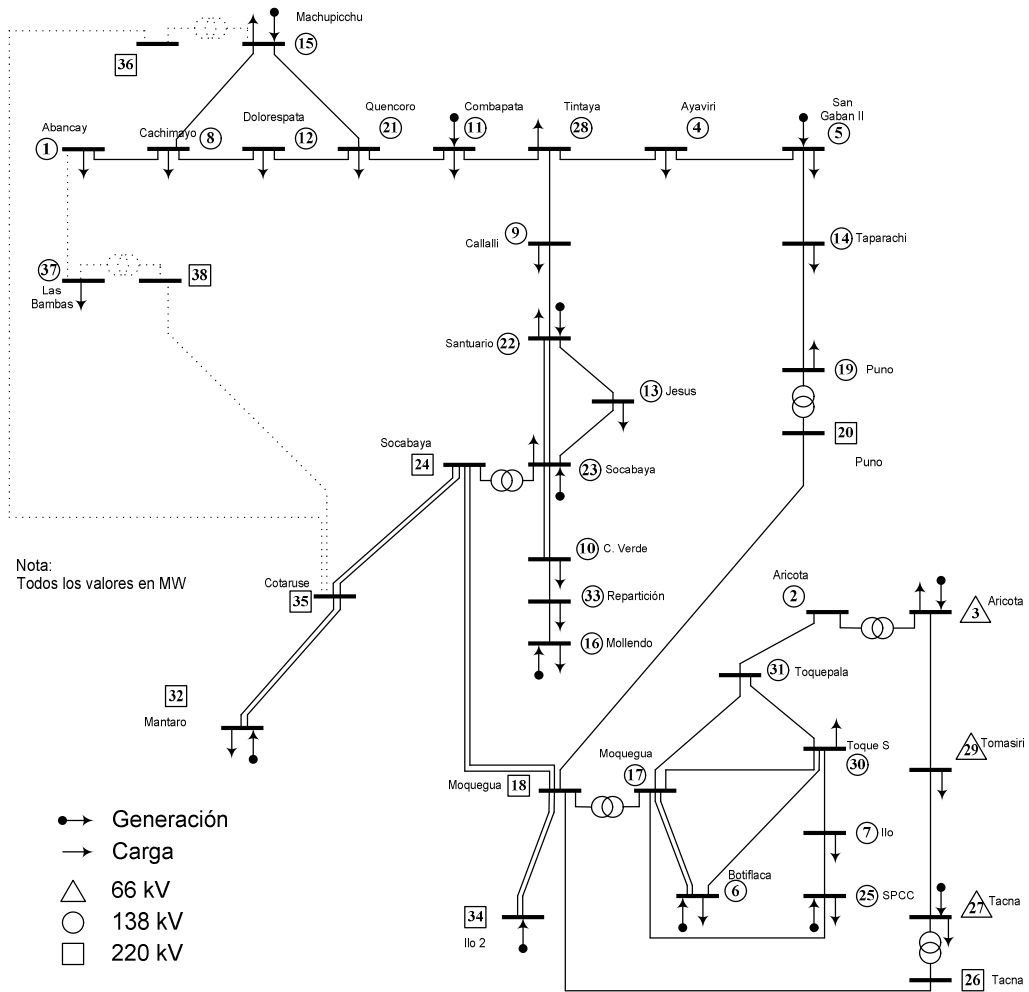 Machupicchu
15
36
Abancay
1
Cachimayo
8
Dolorespata
12
Quencoro
21
Combapata
11
Tintaya
28
Ayaviri
4
San
Gaban II
5
Callalli
9
14
Taparachi
37
Las
Bambas
38
Santuario
22
13
Jesus
19
Puno
20
Puno
Socabaya
24
23
Socabaya
10
C. Verde
Nota:
Todos los valores en MW
Cotaruse
35
33
Repartición
16
Mollendo
Aricota
2
3
Aricota
31
Toquepala
32
Mantaro
Toque S
30
29
Tomasiri
Moquegua
17
Moquegua
18
7
Ilo
Botiflaca
6
25
SPCC
34
Ilo 2
27
Tacna
26
Tacna
Generación
Carga
66 kV
138 kV
220 kV